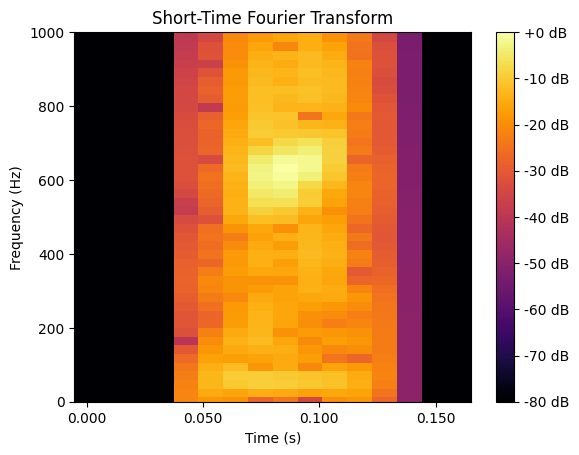 Short-Time Fourier Transform
1000
800
600
400
200
0
Frequency (Hz)
0.000
0.050
0.100
0.150
Time (s)
+0 dB
-10 dB
-20 dB
-30 dB
-40 dB
-50 dB
-60 dB
-70 dB
-80 dB